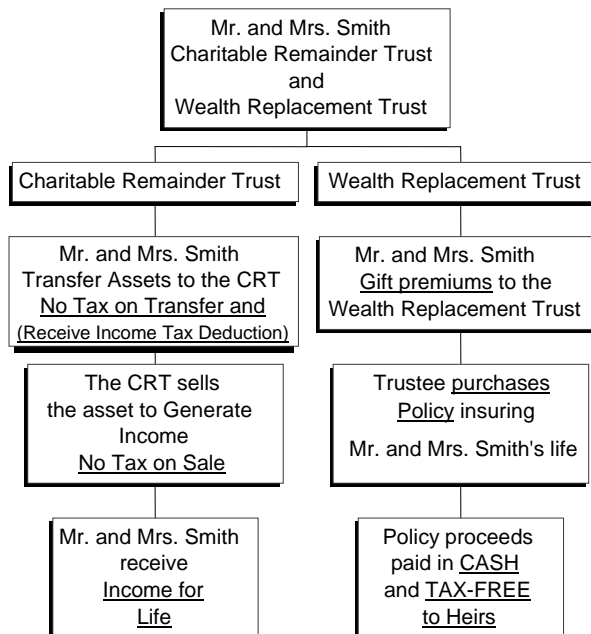 Mr. and Mrs. Smith
Charitable Remainder Trust
and
Wealth Replacement Trust
Charitable Remainder Trust
Mr. and Mrs. Smith
Transfer Assets to the CRT
No Tax on Transfer and
(Receive Income Tax Deduction)
The CRT sells
the asset to Generate
Income
No Tax on Sale
Mr. and Mrs. Smith
receive
Income for
Life
Wealth Replacement Trust
Mr. and Mrs. Smith
Gift premiums to the
Wealth Replacement Trust
Trustee purchases
Policy insuring
Mr. and Mrs. Smith's life
Policy proceeds
paid in CASH
and TAX-FREE
to Heirs